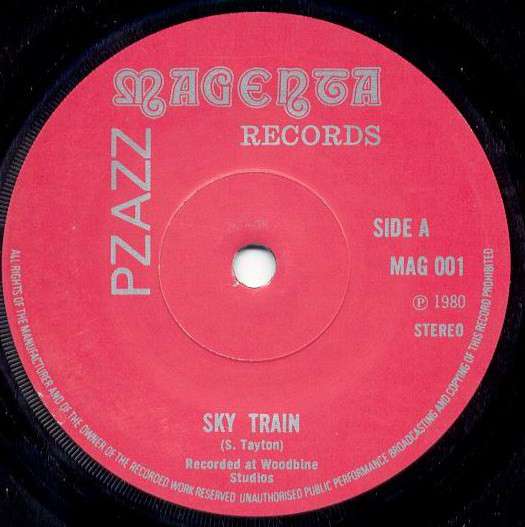 MAGENTA
RECORDS
PZAZZ
SIDE A
MAG 001
Ⓟ 1980
STEREO
SKY TRAIN
(S. Tayton)
Recorded at Woodbine
Studios
ALL RIGHTS OF THE MANUFACTURER AND OF THE OWNER OF THE RECORDED WORK RESERVED UNAUTHORISED PUBLIC PERFORMANCE BROADCASTING AND COPYING OF THIS RECORD PROHIBITED